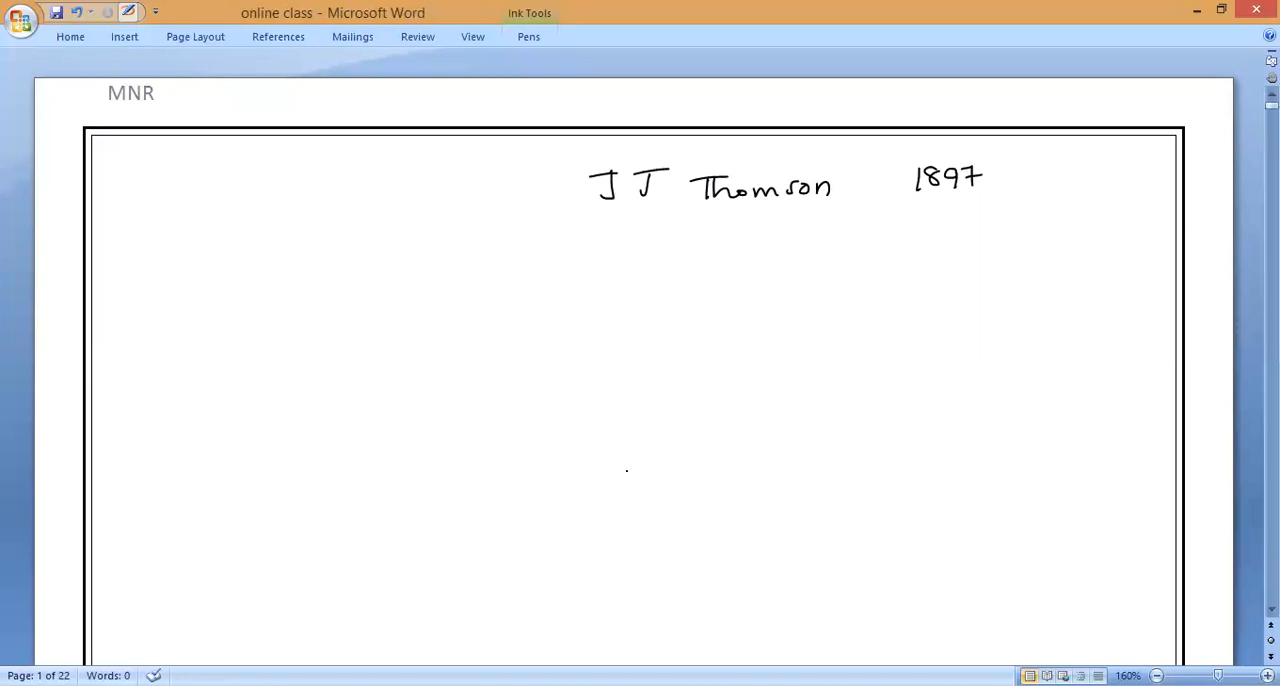 online class - Microsoft Word
Ink Tools
Home Insert Page Layout References Mailings Review View Pens
MNR
J J Thomson 1897
Page: 1 of 22 Words: 0 160%